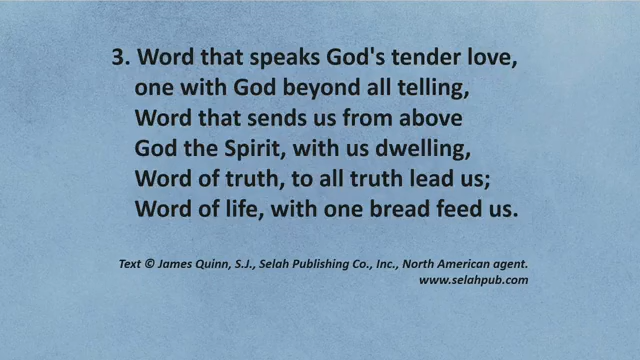 3. Word that speaks God's tender love,
one with God beyond all telling,
Word that sends us from above
God the Spirit, with us dwelling,
Word of truth, to all truth lead us;
Word of life, with one bread feed us.
Text © James Quinn, S.J., Selah Publishing Co., Inc., North American agent.
www.selahpub.com